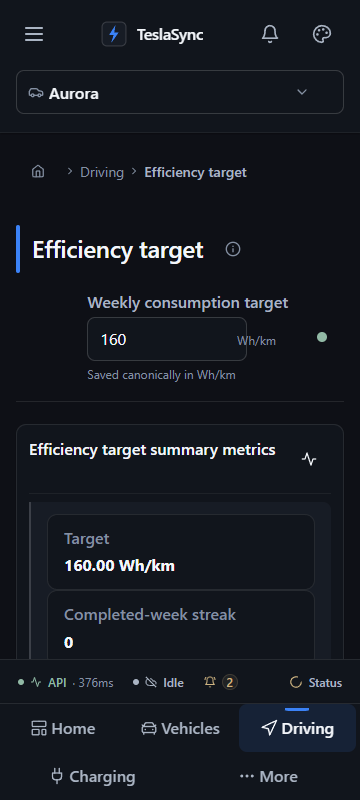 TeslaSync
Aurora
Driving
Efficiency target
Efficiency target
Weekly consumption target
160 Wh/km
Saved canonically in Wh/km
Efficiency target summary metrics
Target
160.00 Wh/km
Completed-week streak
0
API · 376ms Idle 2 Status
Home Vehicles Driving
Charging More